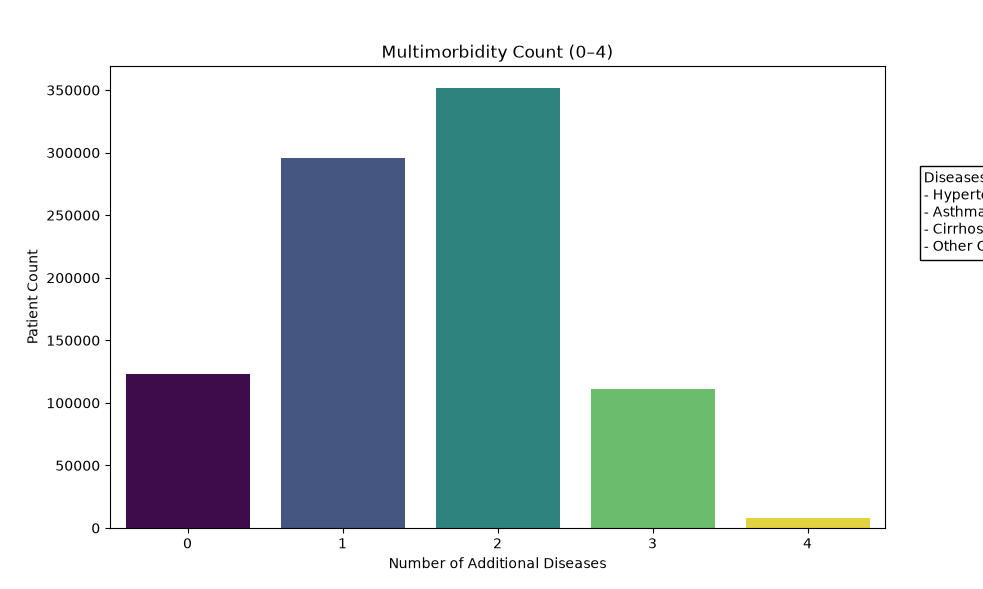 Multimorbidity Count (0–4)
350000
300000
250000
200000
150000
100000
50000
0
Patient Count
0 1 2 3 4
Number of Additional Diseases
Diseases
- Hyperte
- Asthma
- Cirrhos
- Other C